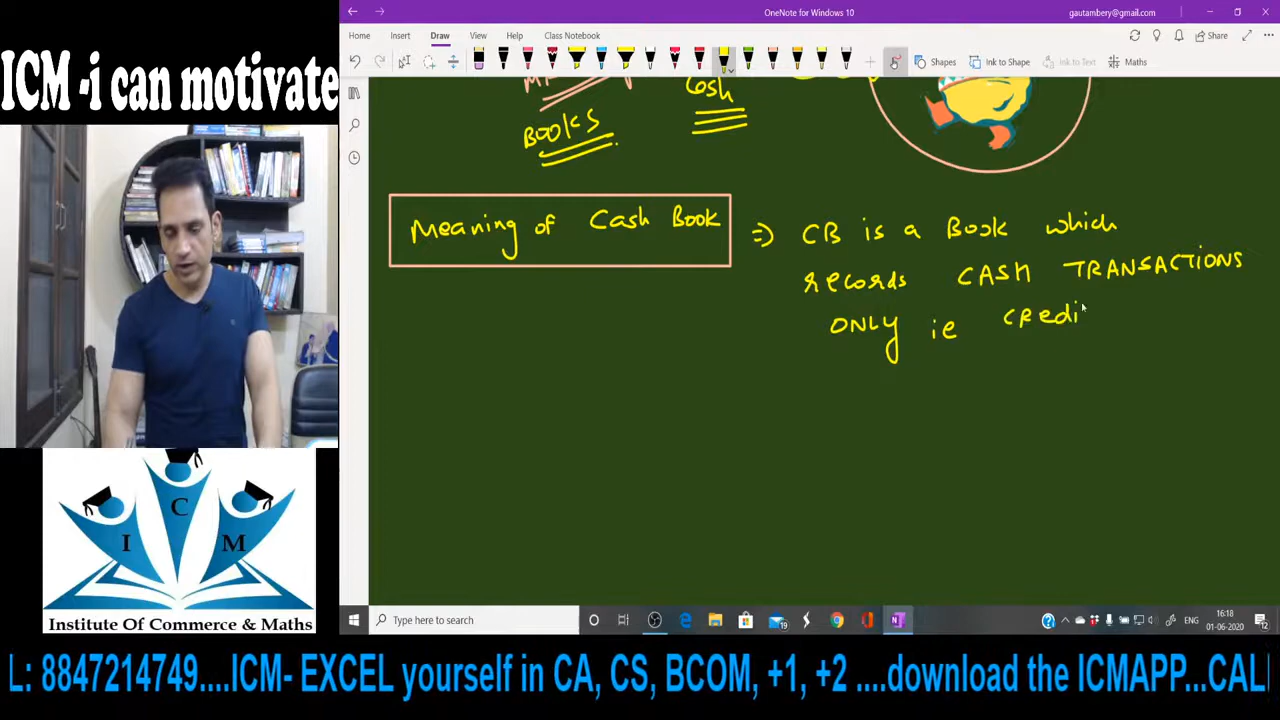 ICM -i can motivate
I
C
M
Institute Of Commerce & Maths
OneNote for Windows 10
gautambery@gmail.com
Home Insert Draw View Help Class Notebook
Share
Shapes Ink to Shape Ink to Text Maths
Cash
BOOKS
Meaning of Cash Book
=) CB is a Book which
records CASH TRANSACTIONS
ONLY ie CRedi
Type here to search
19
ENG
16:18
01-06-2020
12
L: 8847214749....ICM- EXCEL yourself in CA, CS, BCOM, +1, +2 ....download the ICMAPP...CALL